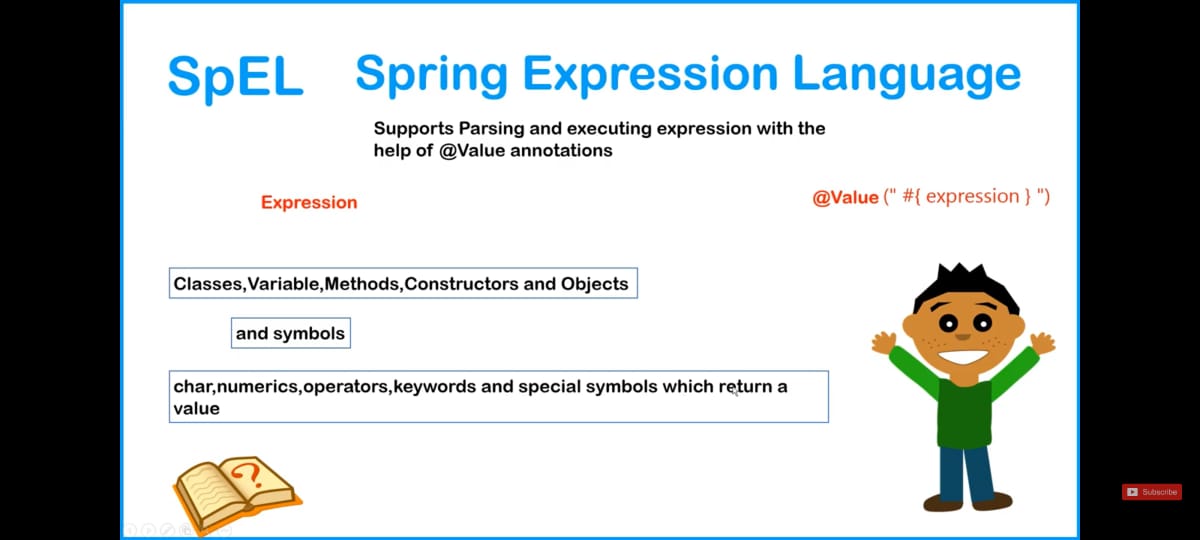 SpEL Spring Expression Language
Supports Parsing and executing expression with the
help of @Value annotations
Expression
@Value (" #{ expression } ")
Classes,Variable,Methods,Constructors and Objects
and symbols
char,numerics,operators,keywords and special symbols which return a
value
?
Subscribe